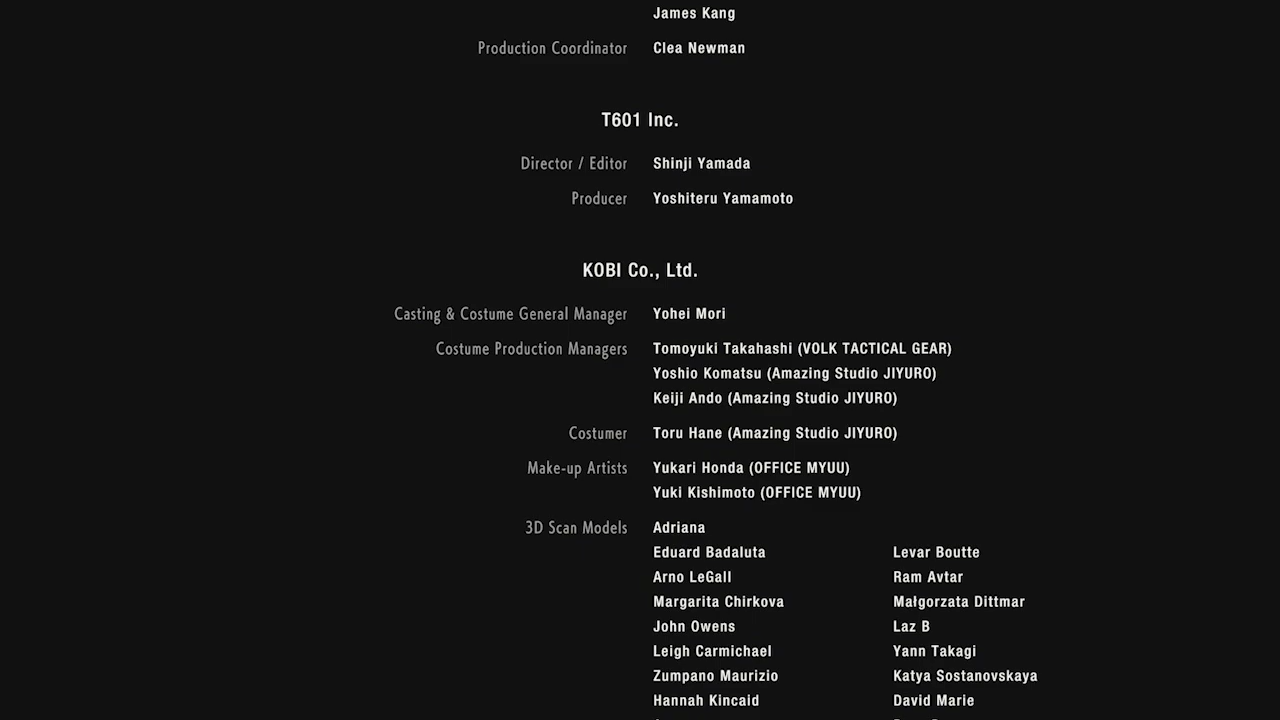 James Kang
Production Coordinator Clea Newman
T601 Inc.
Director / Editor Shinji Yamada
Producer Yoshiteru Yamamoto
KOBI Co., Ltd.
Casting & Costume General Manager Yohei Mori
Costume Production Managers Tomoyuki Takahashi (VOLK TACTICAL GEAR)
Yoshio Komatsu (Amazing Studio JIYURO)
Keiji Ando (Amazing Studio JIYURO)
Costumer Toru Hane (Amazing Studio JIYURO)
Make-up Artists Yukari Honda (OFFICE MYUU)
Yuki Kishimoto (OFFICE MYUU)
3D Scan Models Adriana
Eduard Badaluta Levar Boutte
Arno LeGall Ram Avtar
Margarita Chirkova Małgorzata Dittmar
John Owens Laz B
Leigh Carmichael Yann Takagi
Zumpano Maurizio Katya Sostanovskaya
Hannah Kincaid David Marie